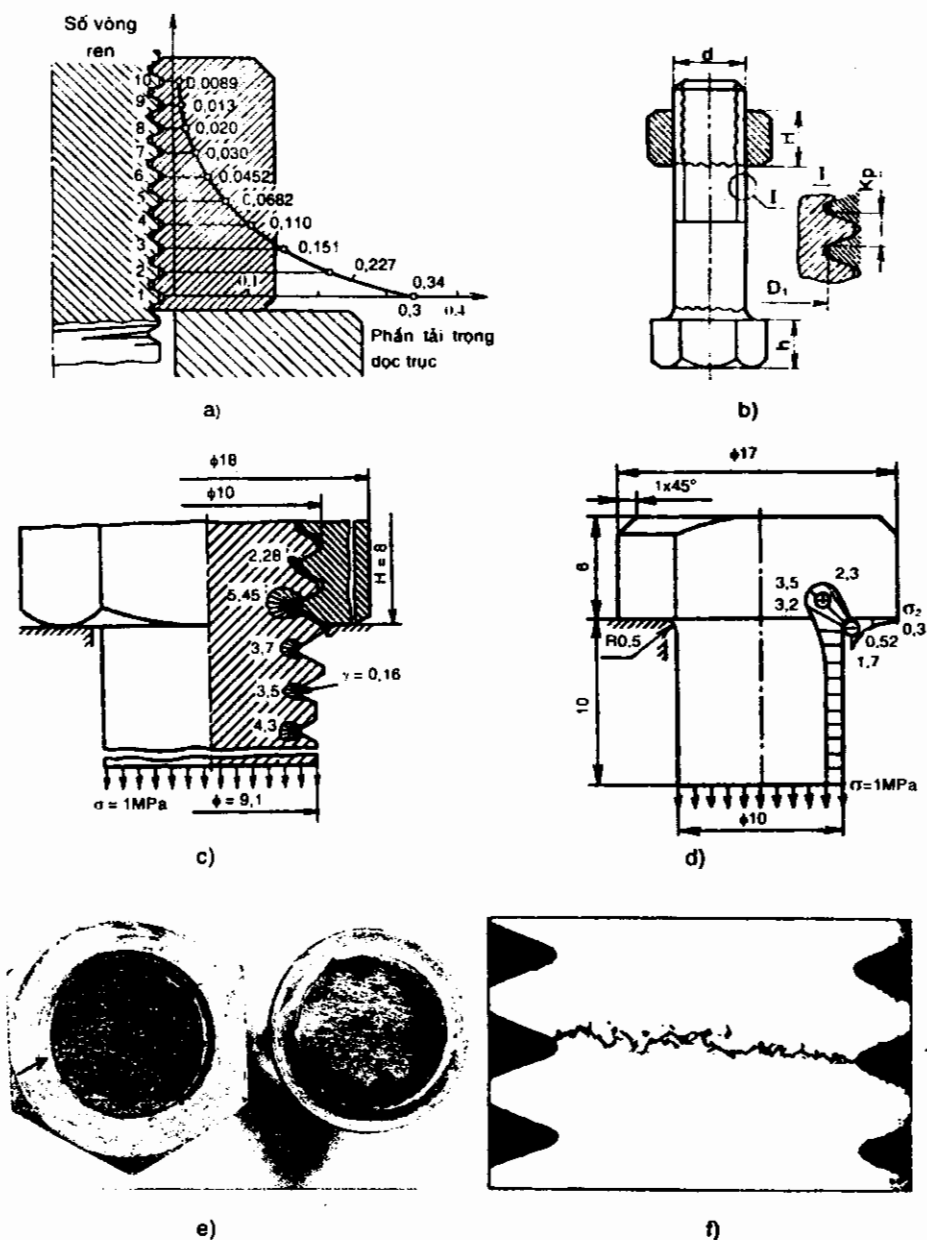 Số vòng
ren
10
9
8
7
6
5
4
3
2
1
0,0089
0,013
0,020
0,030
0,0452
0,0682
0,110
0,151
0,227
0,34
0,1
0,3
0,4
Phần tải trọng
dọc trục
a)
d
H
I
I
Kp
D₁
h
b)
ϕ18
ϕ10
2,28
5,45
H = 8
3,7
3,5
γ = 0,16
4,3
σ = 1MPa
ϕ = 9,1
c)
ϕ17
1x45°
3,5
2,3
3,2
σ₂
0,52
0,3
1,7
R0,5
10
σ=1MPa
ϕ10
d)
e)
f)